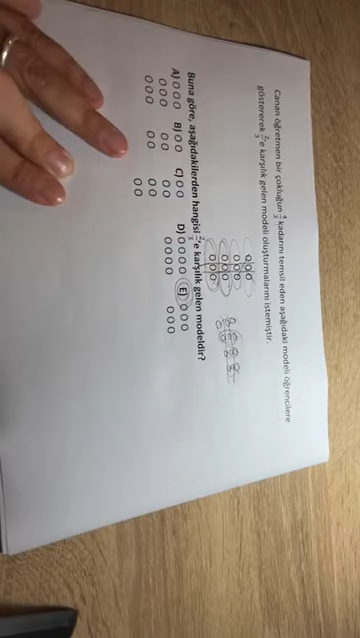 Canan öğretmen bir çokluğun 4/3 kadarını temsil eden aşağıdaki modeli öğrencilere
göstererek 2/3'e karşılık gelen modeli oluşturmalarını istemiştir.
Buna göre, aşağıdakilerden hangisi 2/3'e karşılık gelen modeldir?
A) B) C) D) E)